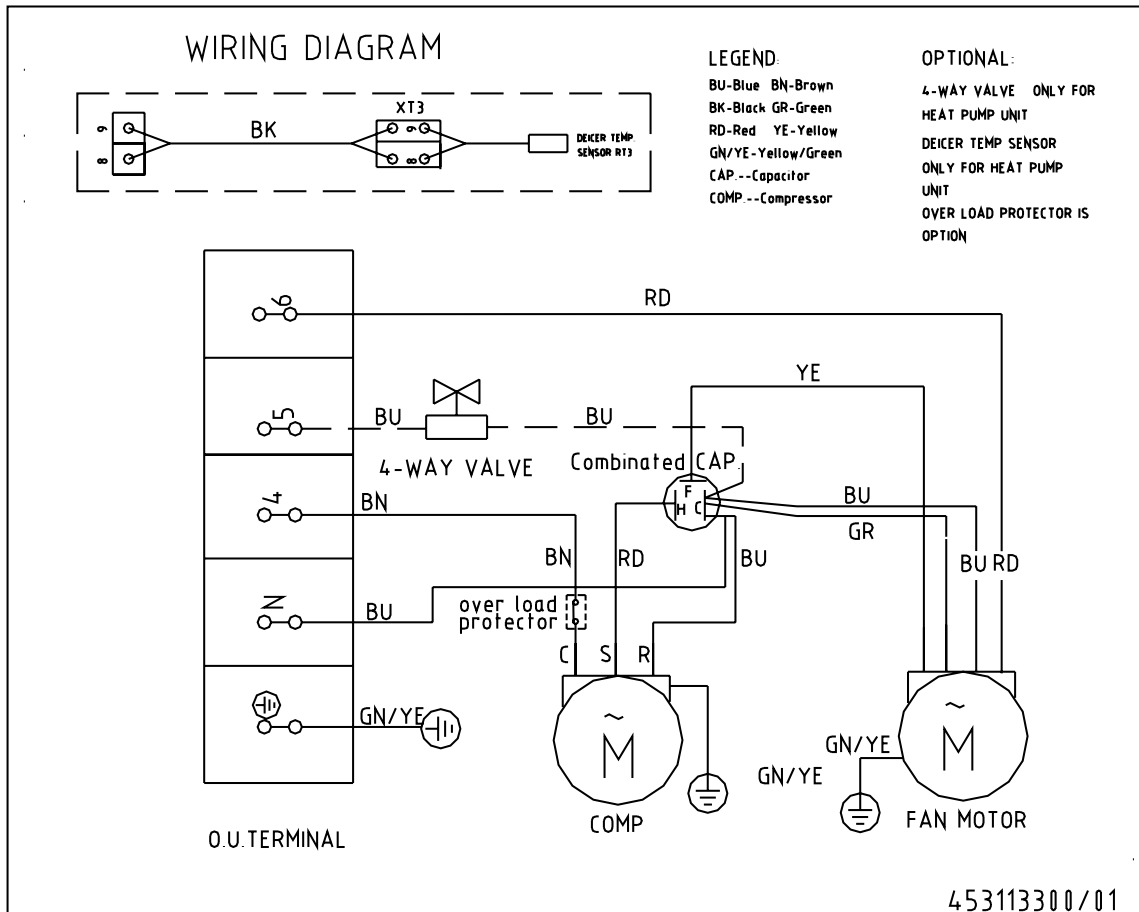 WIRING DIAGRAM
XT3
9
8
BK
9
8
DEICER TEMP.
SENSOR RT3
LEGEND:
BU-Blue BN-Brown
BK-Black GR-Green
RD-Red YE-Yellow
GN/YE-Yellow/Green
CAP.--Capacitor
COMP.--Compressor
OPTIONAL:
4-WAY VALVE ONLY FOR
HEAT PUMP UNIT
DEICER TEMP SENSOR
ONLY FOR HEAT PUMP
UNIT
OVER LOAD PROTECTOR IS
OPTION
6
RD
YE
5
BU
BU
4-WAY VALVE
Combinated CAP.
F
H C
4
BN
BU
GR
BN
RD
BU
BU RD
N
BU
over load
protector
C S R
GN/YE
~
M
COMP
~
M
GN/YE
GN/YE
FAN MOTOR
O.U.TERMINAL
453113300/01